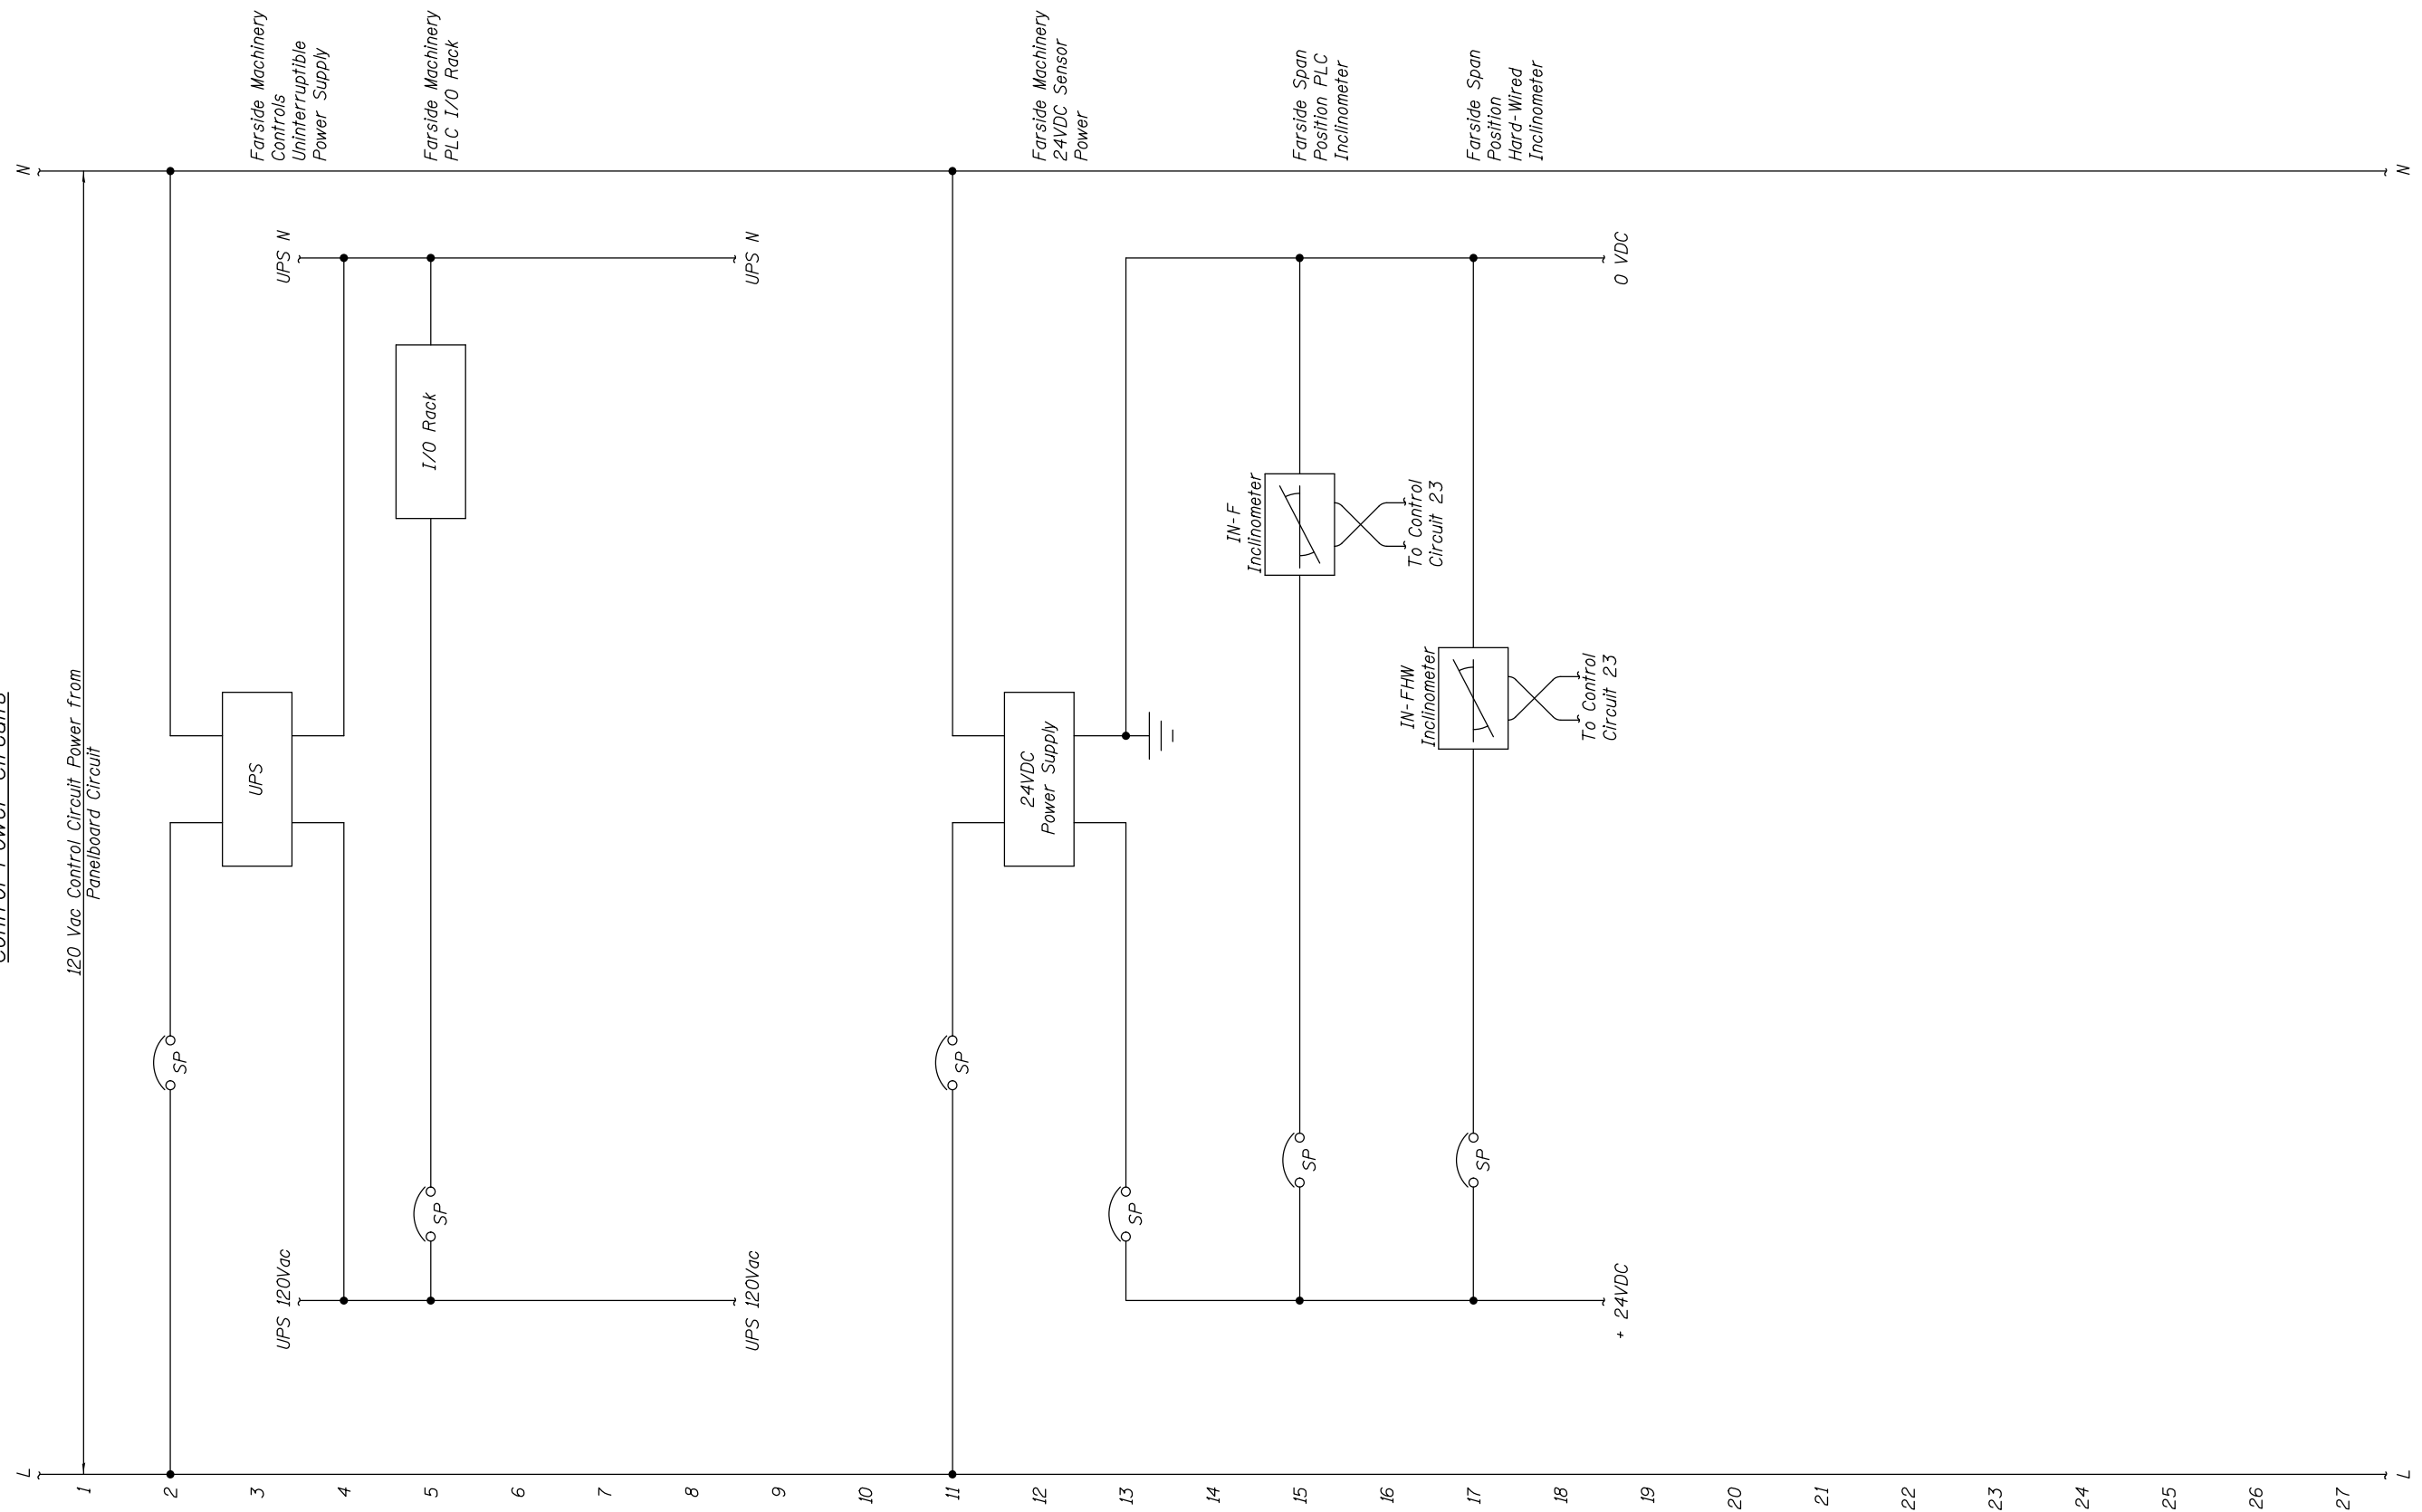 Control Power Circuits
L
N
1
120 Vac Control Circuit Power from
Panelboard Circuit
2
SP
3
UPS
Farside Machinery
Controls
Uninterruptible
Power Supply
UPS 120Vac
UPS N
4
5
SP
I/O Rack
Farside Machinery
PLC I/O Rack
6
7
8
UPS 120Vac
UPS N
9
10
11
SP
12
24VDC
Power Supply
Farside Machinery
24VDC Sensor
Power
13
SP
14
IN-F
Inclinometer
15
SP
Farside Span
Position PLC
Inclinometer
16
To Control
Circuit 23
IN-FHW
Inclinometer
17
SP
Farside Span
Position
Hard-Wired
Inclinometer
18
To Control
Circuit 23
+ 24VDC
0 VDC
19
20
21
22
23
24
25
26
27
L
N